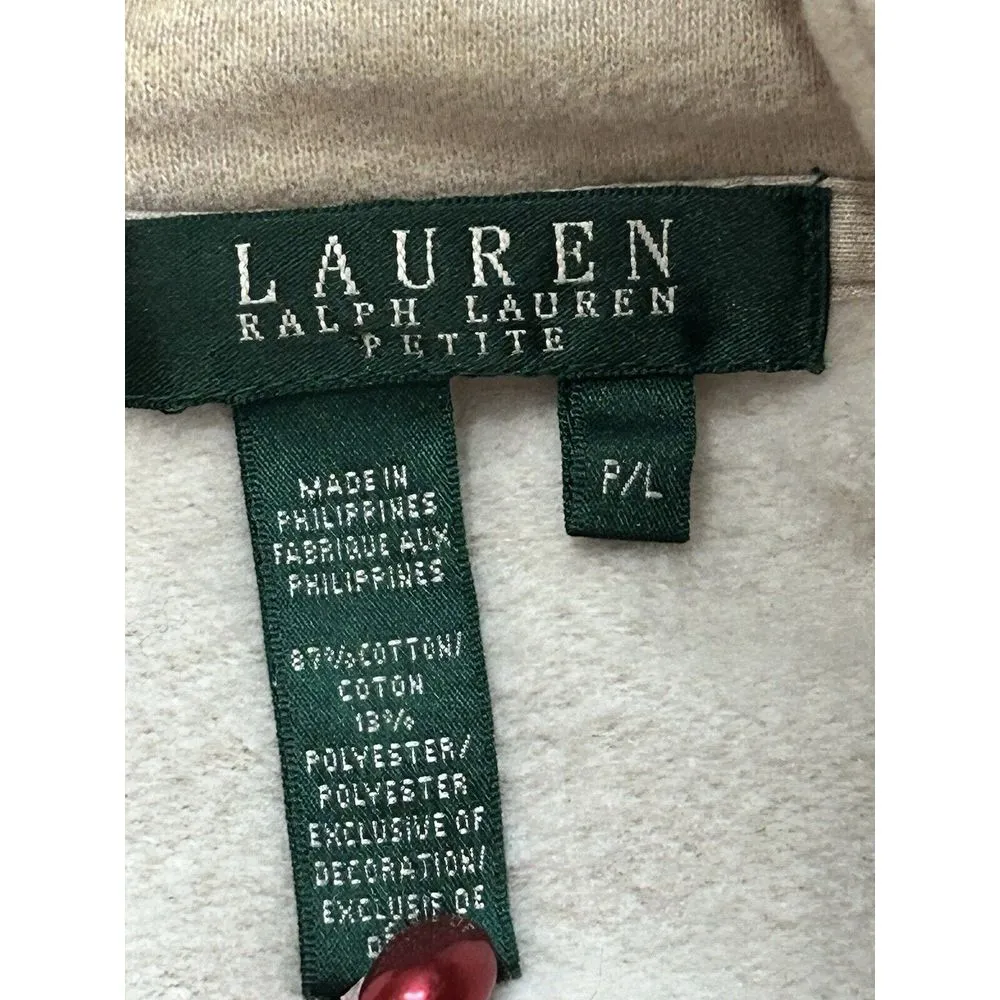 LAUREN
RALPH LAUREN
PETITE
P/L
MADE IN
PHILIPPINES
FABRIQUE AUX
PHILIPPINES
87% COTTON/
COTON
13%
POLYESTER/
POLYESTER
EXCLUSIVE OF
DECORATION/
EXCLUSIF DE